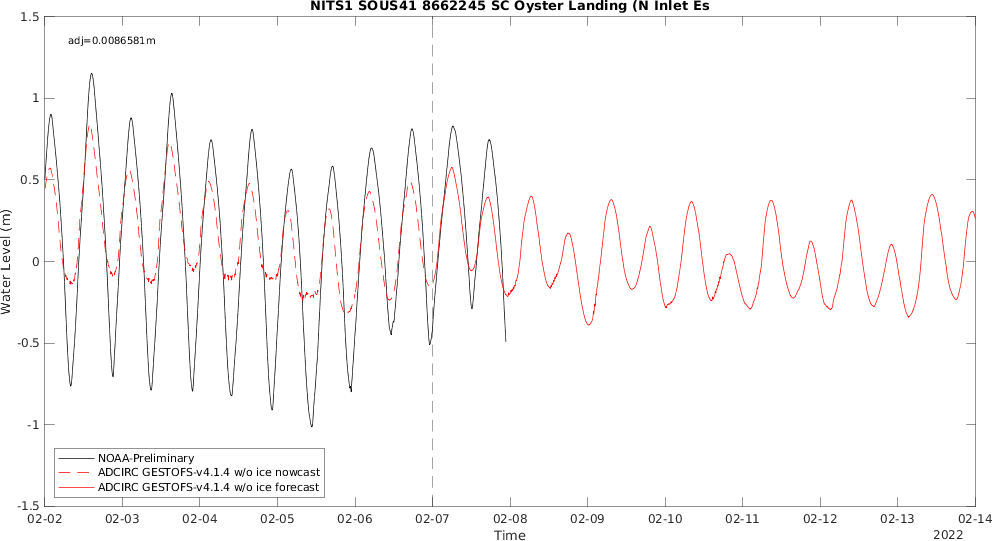 NITS1 SOUS41 8662245 SC Oyster Landing (N Inlet Es
adj=0.0086581m
1.5
1
0.5
0
-0.5
-1
-1.5
Water Level (m)
NOAA-Preliminary
ADCIRC GESTOFS-v4.1.4 w/o ice nowcast
ADCIRC GESTOFS-v4.1.4 w/o ice forecast
02-02 02-03 02-04 02-05 02-06 02-07 02-08 02-09 02-10 02-11 02-12 02-13 02-14
Time
2022